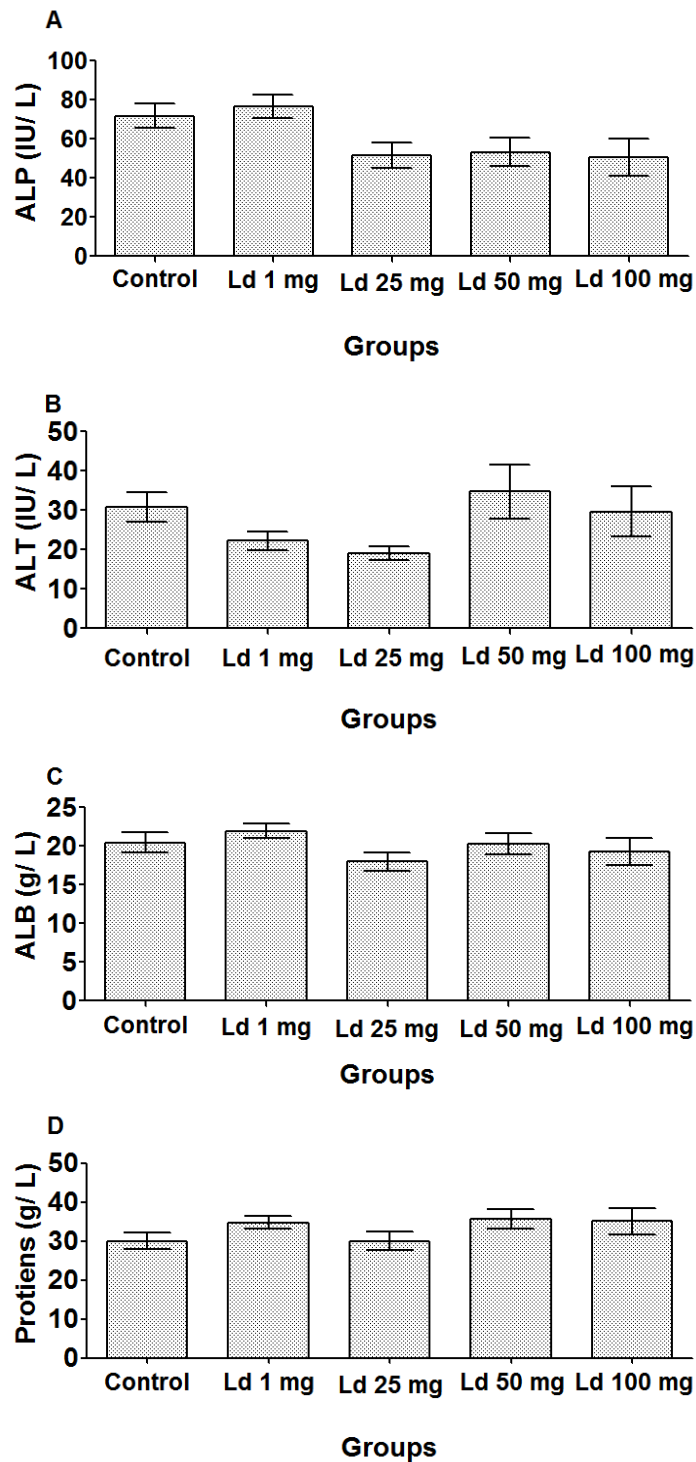 A
ALP (IU/ L)
100
80
60
40
20
0
Control Ld 1 mg Ld 25 mg Ld 50 mg Ld 100 mg
Groups
B
ALT (IU/ L)
50
40
30
20
10
0
Control Ld 1 mg Ld 25 mg Ld 50 mg Ld 100 mg
Groups
C
ALB (g/ L)
25
20
15
10
5
0
Control Ld 1 mg Ld 25 mg Ld 50 mg Ld 100 mg
Groups
D
Protiens (g/ L)
50
40
30
20
10
0
Control Ld 1 mg Ld 25 mg Ld 50 mg Ld 100 mg
Groups